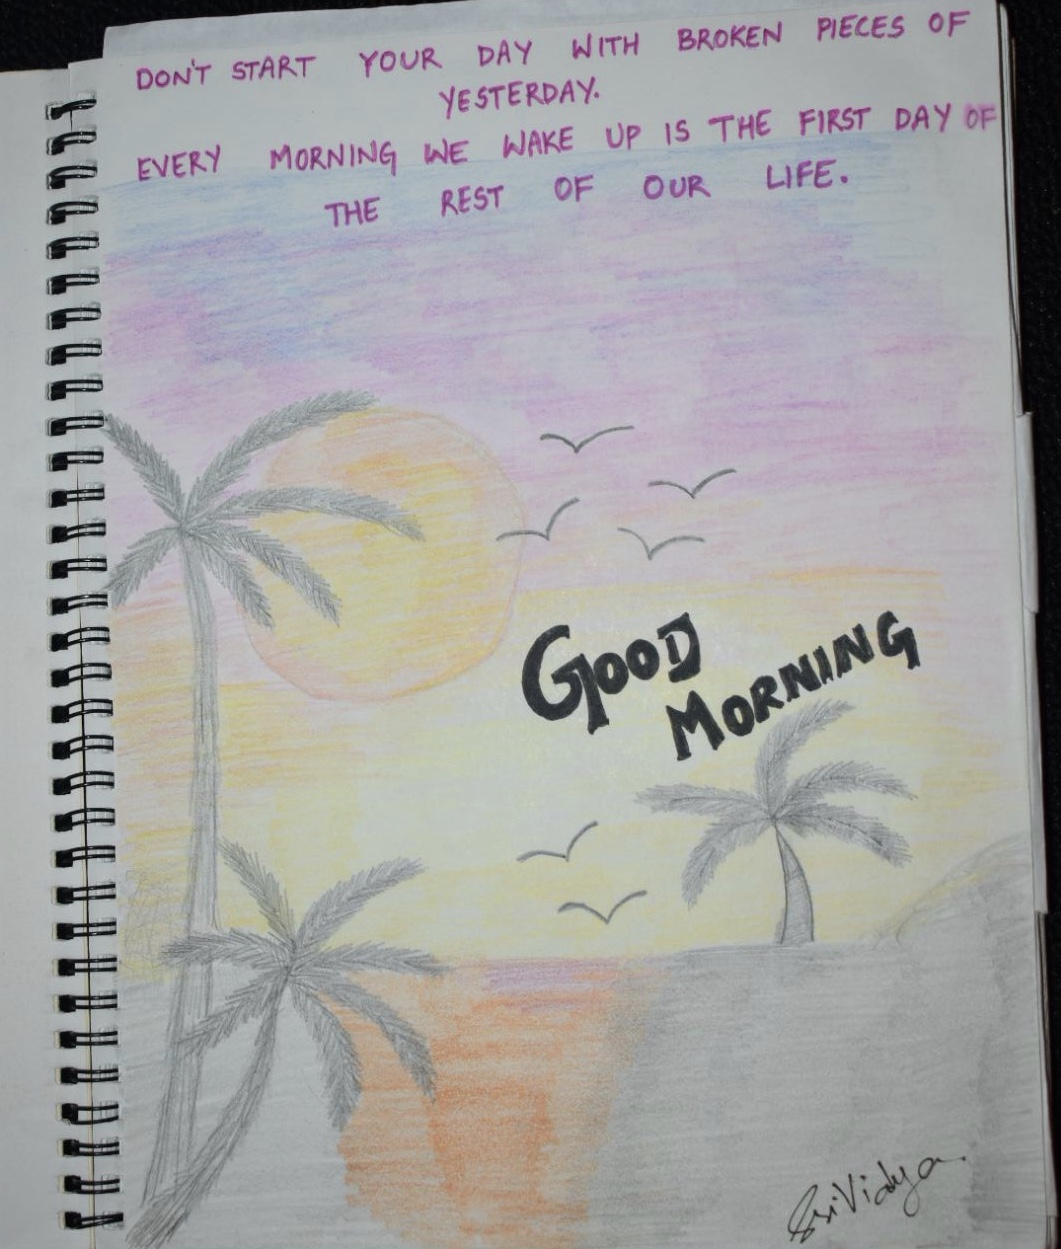 DON'T START YOUR DAY WITH BROKEN PIECES OF
YESTERDAY.
EVERY MORNING WE WAKE UP IS THE FIRST DAY OF
THE REST OF OUR LIFE.
GOOD
MORNING
SriVidya.